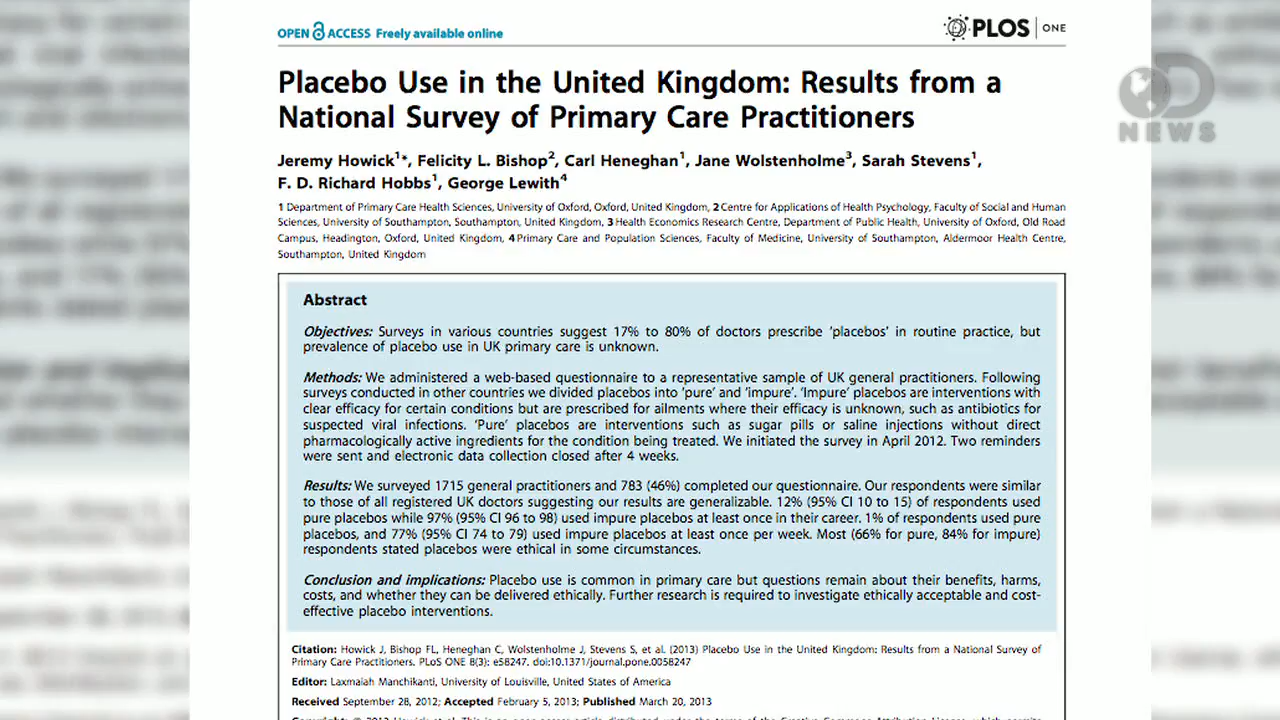 OPEN ACCESS Freely available online
PLOS ONE
D
NEWS
Placebo Use in the United Kingdom: Results from a
National Survey of Primary Care Practitioners
Jeremy Howick1*, Felicity L. Bishop2, Carl Heneghan1, Jane Wolstenholme3, Sarah Stevens1,
F. D. Richard Hobbs1, George Lewith4
1 Department of Primary Care Health Sciences, University of Oxford, Oxford, United Kingdom, 2 Centre for Applications of Health Psychology, Faculty of Social and Human
Sciences, University of Southampton, Southampton, United Kingdom, 3 Health Economics Research Centre, Department of Public Health, University of Oxford, Old Road
Campus, Headington, Oxford, United Kingdom, 4 Primary Care and Population Sciences, Faculty of Medicine, University of Southampton, Aldermoor Health Centre,
Southampton, United Kingdom
Abstract
Objectives: Surveys in various countries suggest 17% to 80% of doctors prescribe ‘placebos’ in routine practice, but
prevalence of placebo use in UK primary care is unknown.
Methods: We administered a web-based questionnaire to a representative sample of UK general practitioners. Following
surveys conducted in other countries we divided placebos into ‘pure’ and ‘impure’. ‘Impure’ placebos are interventions with
clear efficacy for certain conditions but are prescribed for ailments where their efficacy is unknown, such as antibiotics for
suspected viral infections. ‘Pure’ placebos are interventions such as sugar pills or saline injections without direct
pharmacologically active ingredients for the condition being treated. We initiated the survey in April 2012. Two reminders
were sent and electronic data collection closed after 4 weeks.
Results: We surveyed 1715 general practitioners and 783 (46%) completed our questionnaire. Our respondents were similar
to those of all registered UK doctors suggesting our results are generalizable. 12% (95% CI 10 to 15) of respondents used
pure placebos while 97% (95% CI 96 to 98) used impure placebos at least once in their career. 1% of respondents used pure
placebos, and 77% (95% CI 74 to 79) used impure placebos at least once per week. Most (66% for pure, 84% for impure)
respondents stated placebos were ethical in some circumstances.
Conclusion and implications: Placebo use is common in primary care but questions remain about their benefits, harms,
costs, and whether they can be delivered ethically. Further research is required to investigate ethically acceptable and cost-
effective placebo interventions.
Citation: Howick J, Bishop FL, Heneghan C, Wolstenholme J, Stevens S, et al. (2013) Placebo Use in the United Kingdom: Results from a National Survey of
Primary Care Practitioners. PLoS ONE 8(3): e58247. doi:10.1371/journal.pone.0058247
Editor: Laxmaiah Manchikanti, University of Louisville, United States of America
Received September 28, 2012; Accepted February 5, 2013; Published March 20, 2013